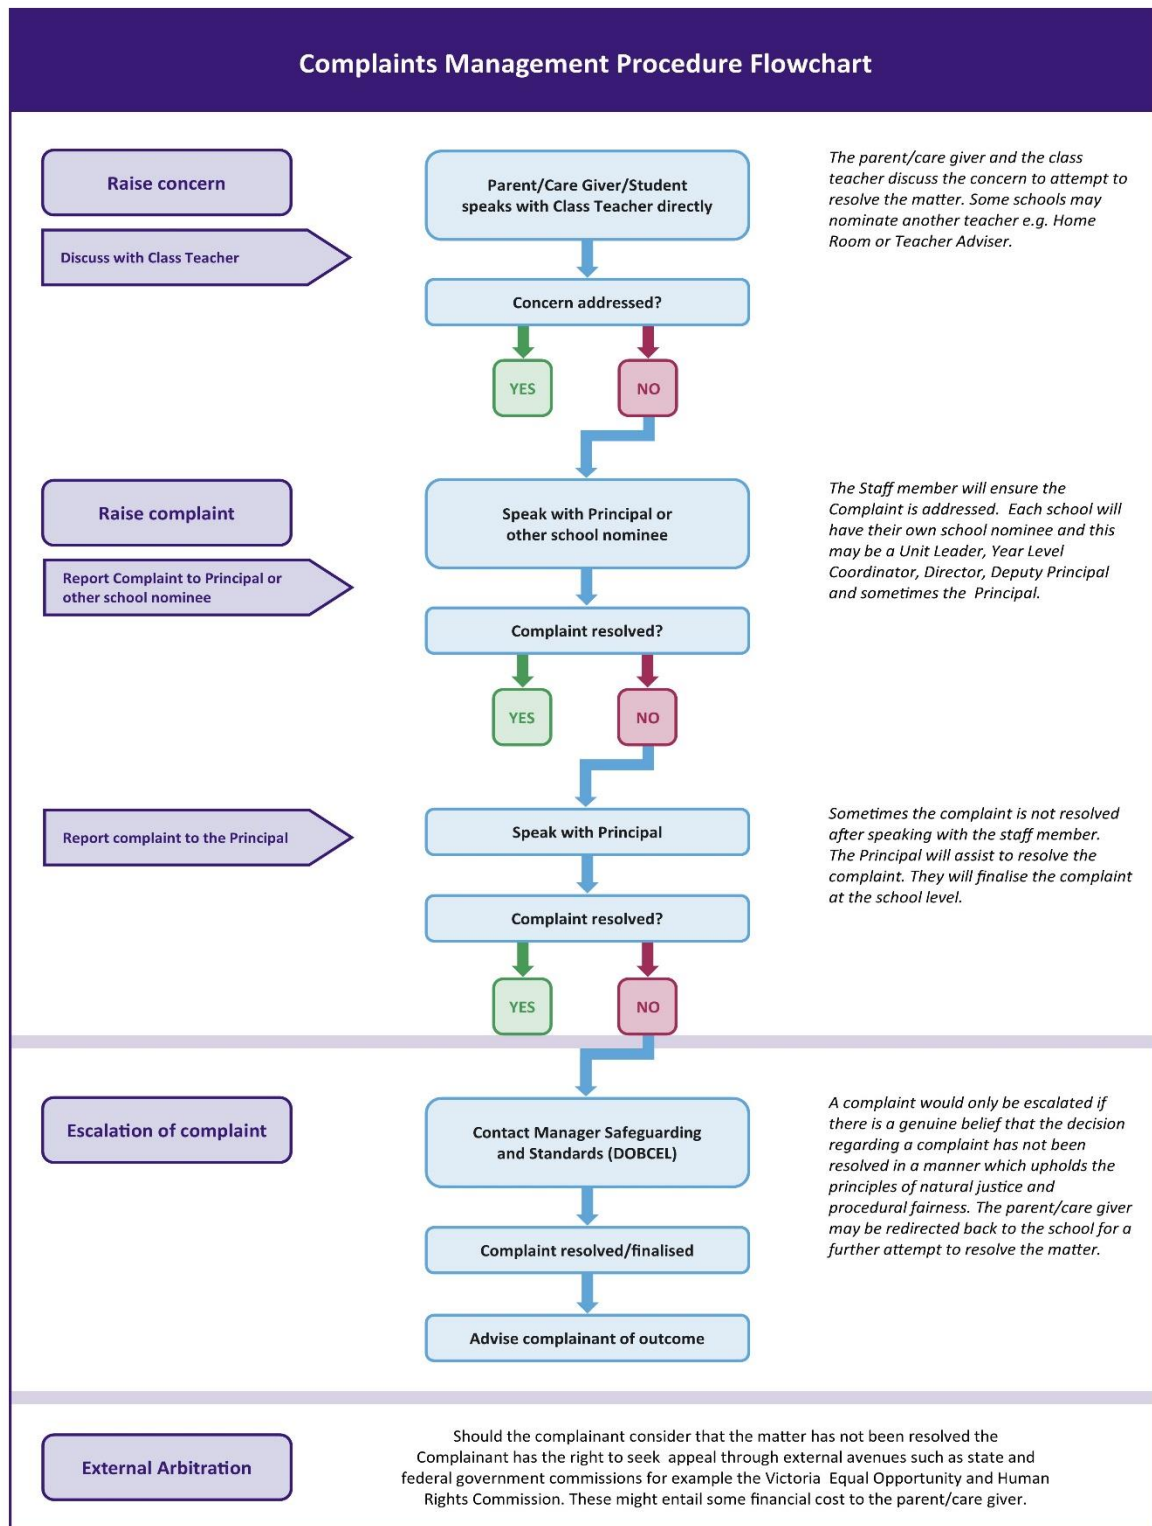 Complaints Management Procedure Flowchart
Raise concern
Discuss with Class Teacher
Parent/Care Giver/Student
speaks with Class Teacher directly
The parent/care giver and the class
teacher discuss the concern to attempt to
resolve the matter. Some schools may
nominate another teacher e.g. Home
Room or Teacher Adviser.
Concern addressed?
YES
NO
Raise complaint
Report Complaint to Principal or
other school nominee
Speak with Principal or
other school nominee
The Staff member will ensure the
Complaint is addressed.  Each school will
have their own school nominee and this
may be a Unit Leader, Year Level
Coordinator, Director, Deputy Principal
and sometimes the  Principal.
Complaint resolved?
YES
NO
Report complaint to the Principal
Speak with Principal
Sometimes the complaint is not resolved
after speaking with the staff member.
The Principal will assist to resolve the
complaint. They will finalise the complaint
at the school level.
Complaint resolved?
YES
NO
Escalation of complaint
Contact Manager Safeguarding
and Standards (DOBCEL)
A complaint would only be escalated if
there is a genuine belief that the decision
regarding a complaint has not been
resolved in a manner which upholds the
principles of natural justice and
procedural fairness. The parent/care giver
may be redirected back to the school for a
further attempt to resolve the matter.
Complaint resolved/finalised
Advise complainant of outcome
External Arbitration
Should the complainant consider that the matter has not been resolved the
Complainant has the right to seek  appeal through external avenues such as state and
federal government commissions for example the Victoria  Equal Opportunity and Human
Rights Commission. These might entail some financial cost to the parent/care giver.